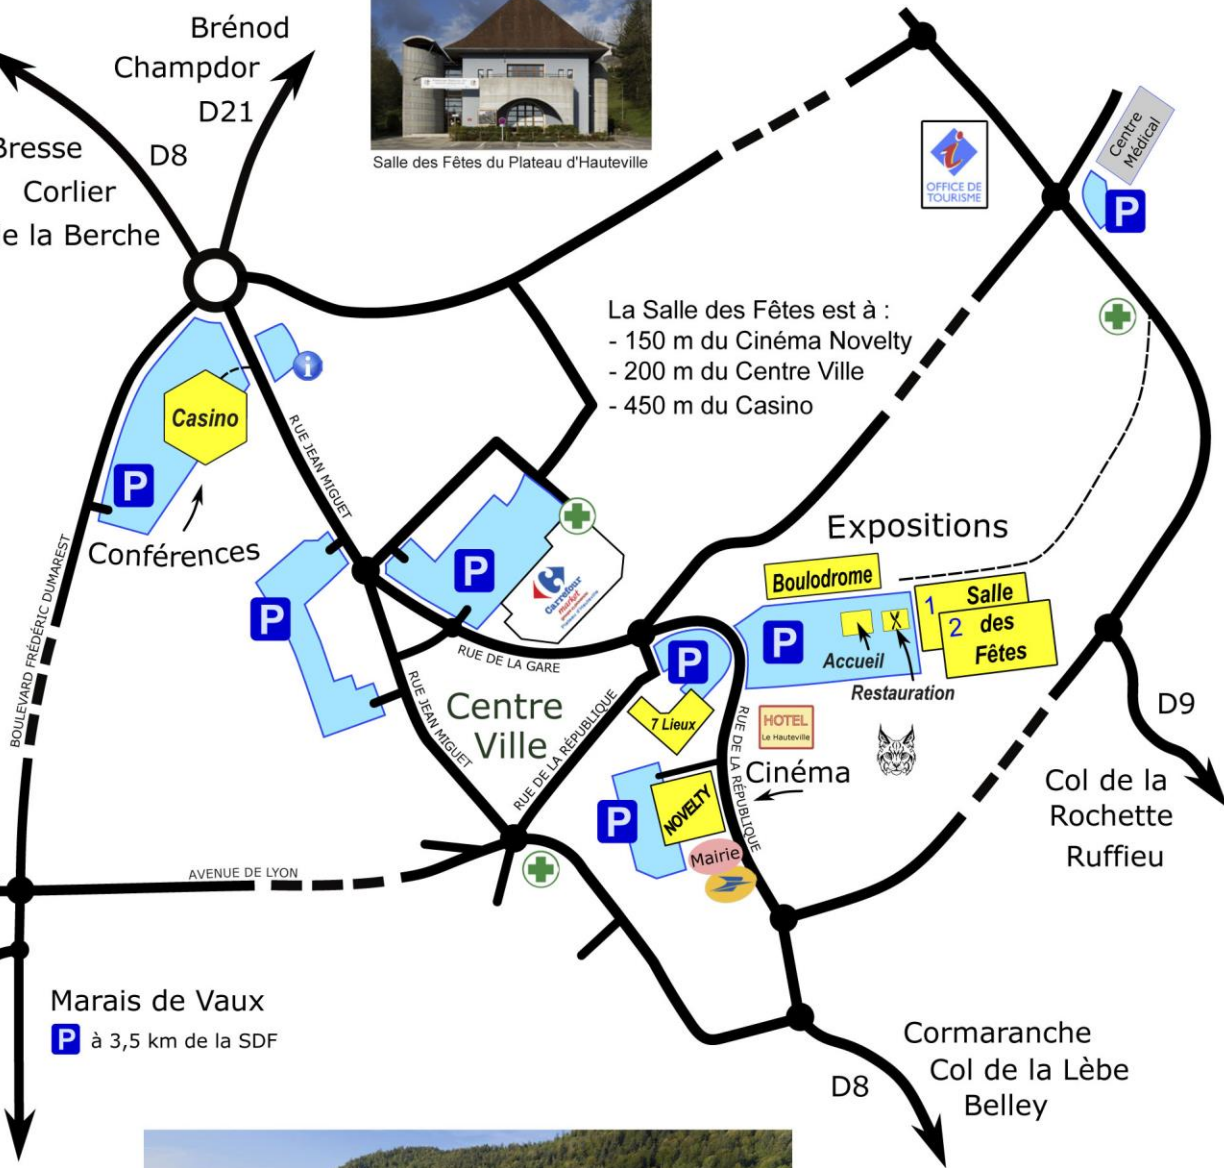 Brénod
Champdor
D21
D8
Bresse
Corlier
de la Berche
Salle des Fêtes du Plateau d'Hauteville
OFFICE DE
TOURISME
Centre
Médical
P
La Salle des Fêtes est à :
- 150 m du Cinéma Novelty
- 200 m du Centre Ville
- 450 m du Casino
i
Casino
P
Conférences
RUE JEAN MIGUET
BOULEVARD FRÉDÉRIC DUMAREST
P
P
Carrefour
market
Expositions
Boulodrome
1
2
Salle
des
Fêtes
P
Accueil
Restauration
RUE DE LA GARE
P
7 Lieux
RUE JEAN MIGUET
Centre
Ville
RUE DE LA RÉPUBLIQUE
HOTEL
Le Hauteville
RUE DE LA RÉPUBLIQUE
Cinéma
P
NOVELTY
Mairie
D9
Col de la
Rochette
Ruffieu
AVENUE DE LYON
Marais de Vaux
P à 3,5 km de la SDF
Cormaranche
Col de la Lèbe
Belley
D8